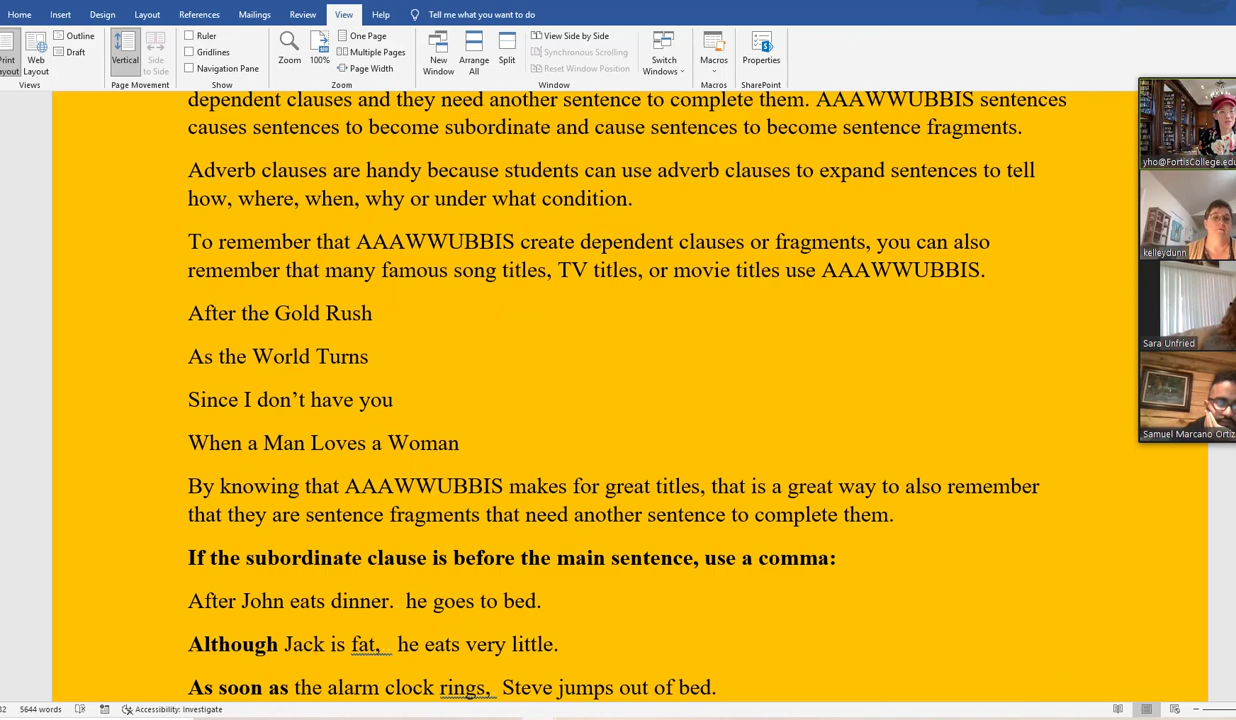 Home Insert Design Layout References Mailings Review View Help Tell me what you want to do
Outline Ruler One Page View Side by Side
Draft Gridlines Multiple Pages Synchronous Scrolling
Web Layout Vertical Side to Side Navigation Pane Zoom 100% Page Width New Window Arrange All Split Reset Window Position Switch Windows Macros Properties
Views Page Movement Show Zoom Window Macros SharePoint
dependent clauses and they need another sentence to complete them. AAAWWUBBIS sentences
causes sentences to become subordinate and cause sentences to become sentence fragments.
Adverb clauses are handy because students can use adverb clauses to expand sentences to tell
how, where, when, why or under what condition.
To remember that AAAWWUBBIS create dependent clauses or fragments, you can also
remember that many famous song titles, TV titles, or movie titles use AAAWWUBBIS.
After the Gold Rush
As the World Turns
Since I don’t have you
When a Man Loves a Woman
By knowing that AAAWWUBBIS makes for great titles, that is a great way to also remember
that they are sentence fragments that need another sentence to complete them.
If the subordinate clause is before the main sentence, use a comma:
After John eats dinner. he goes to bed.
Although Jack is fat, he eats very little.
As soon as the alarm clock rings, Steve jumps out of bed.
5644 words Accessibility: Investigate
yho@FortisCollege.edu
kelleydunn
Sara Unfried
Samuel Marcano Ortiz